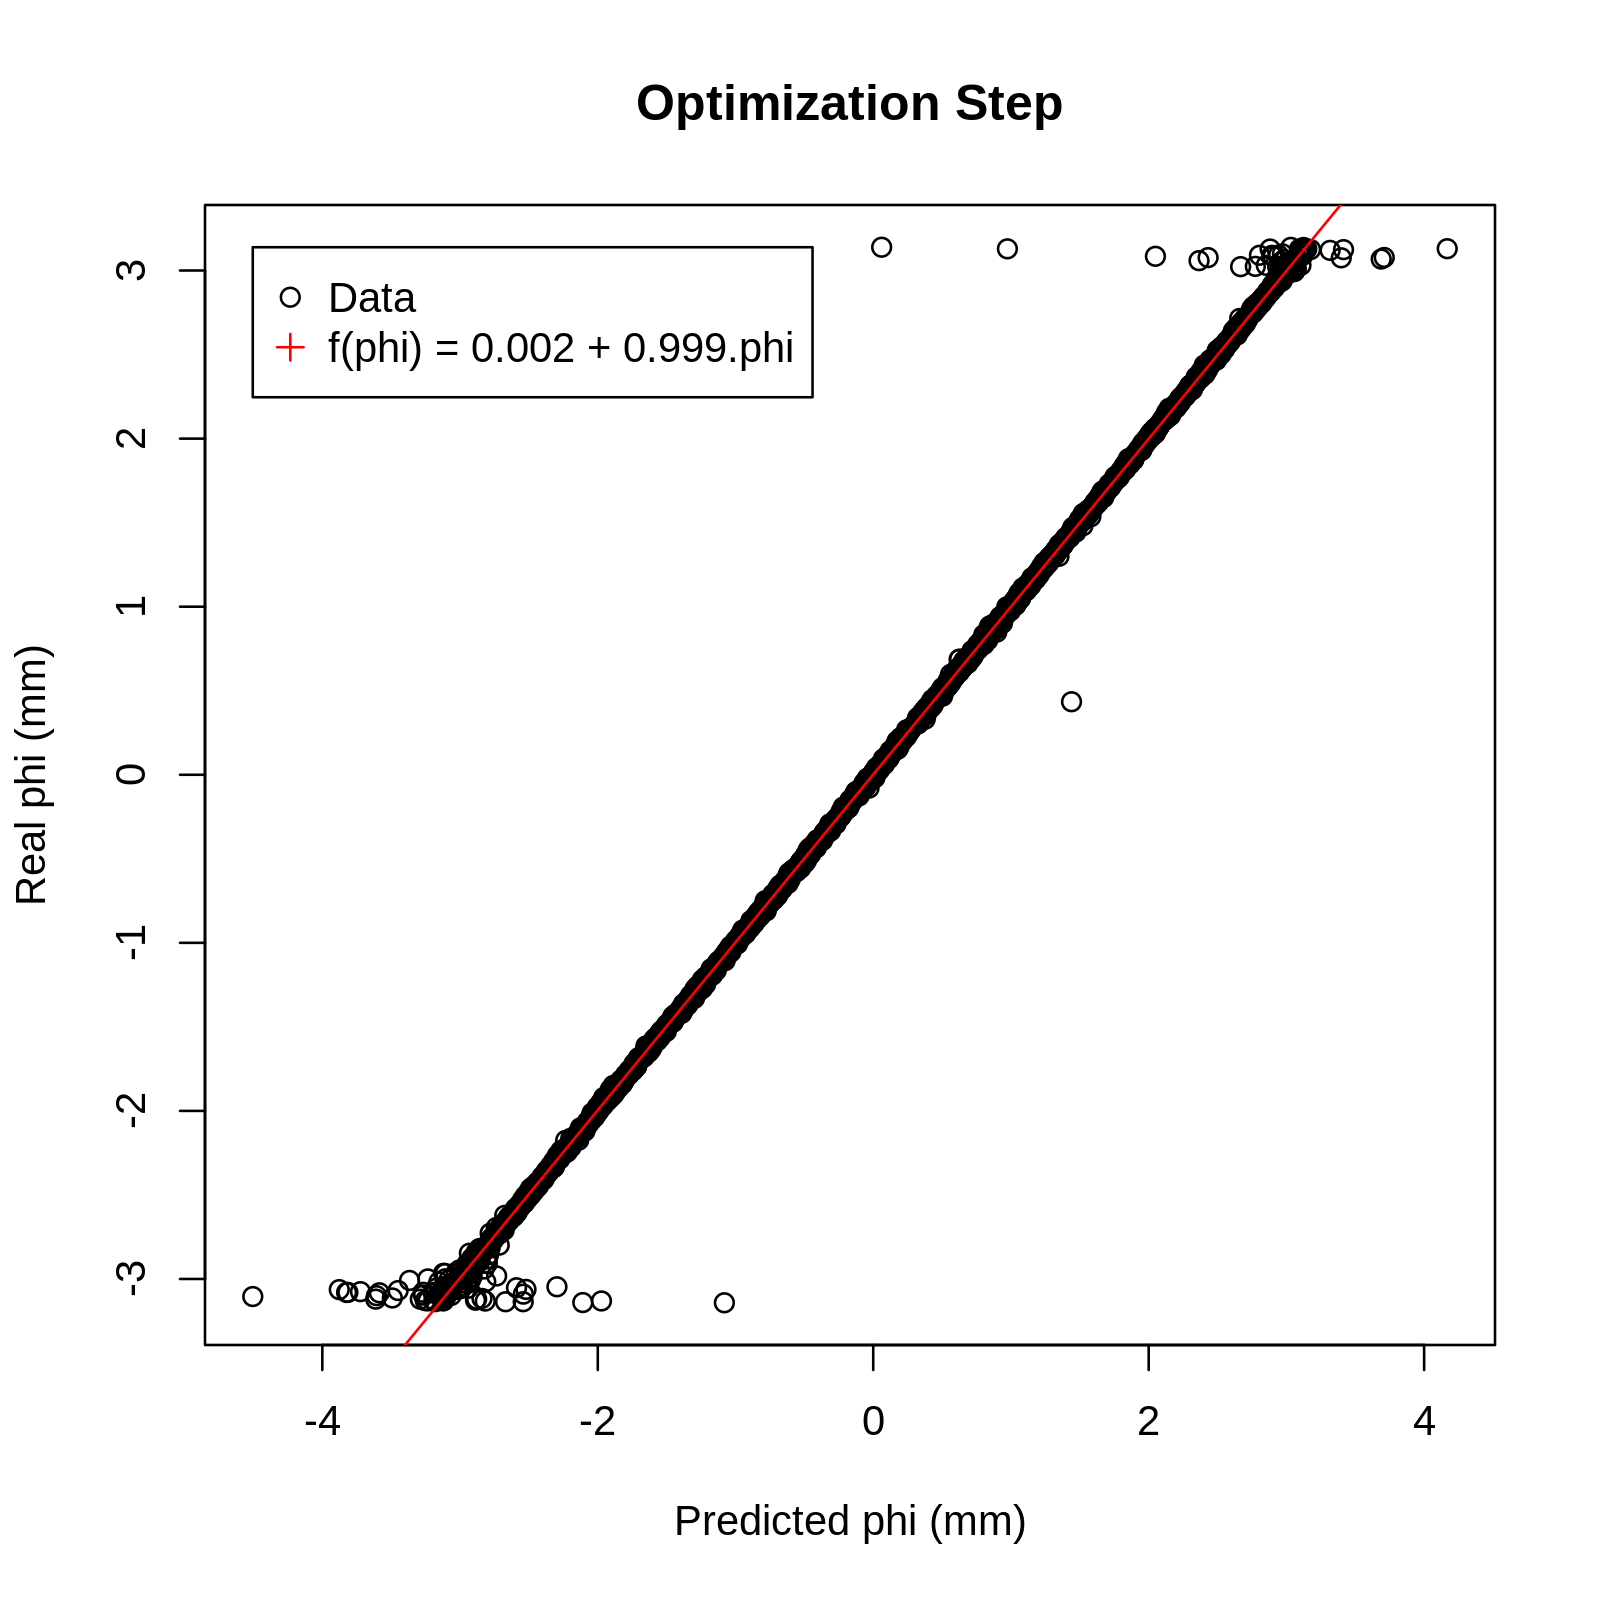 Optimization Step
Data
f(phi) = 0.002 + 0.999.phi
3
2
1
0
-1
-2
-3
Real phi (mm)
-4 -2 0 2 4
Predicted phi (mm)